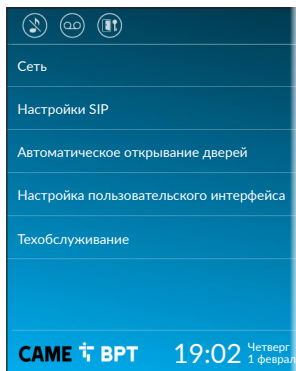 Сеть
Настройки SIP
Автоматическое открывание дверей
Настройка пользовательского интерфейса
Техобслуживание
CAME BPT
19:02
Четверг
1 феврал